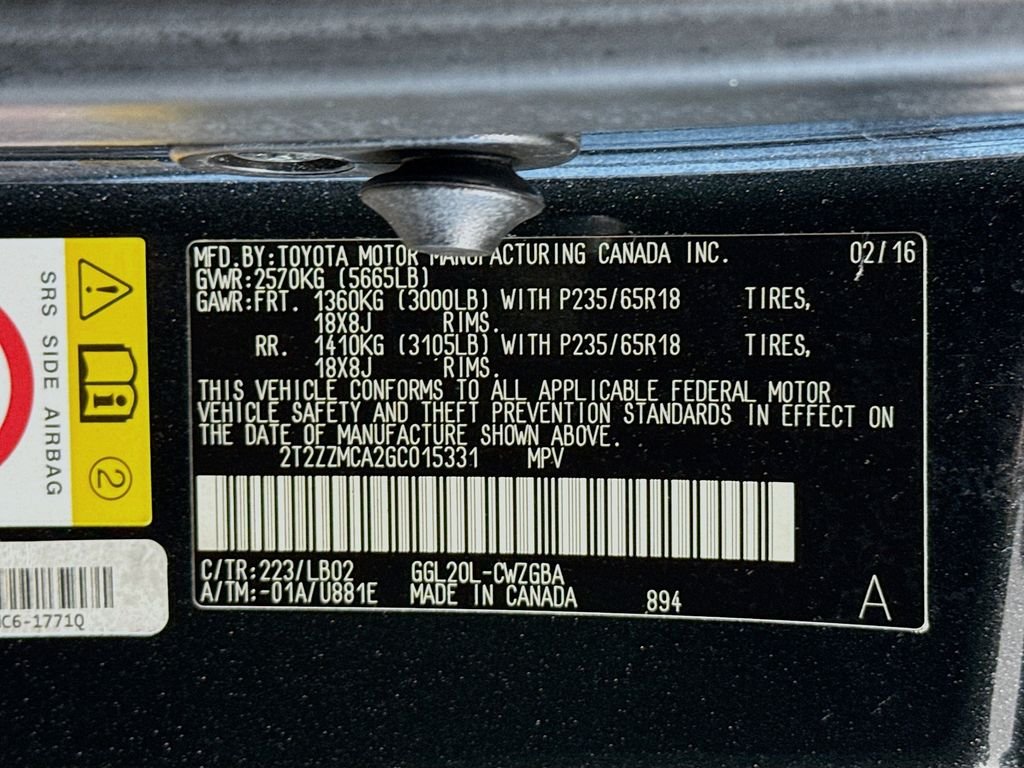 MFD.BY:TOYOTA MOTOR MANUFACTURING CANADA INC. 02/16
GVWR:2570KG (5665LB)
GAWR:FRT. 1360KG (3000LB) WITH P235/65R18 TIRES,
18X8J RIMS.
RR. 1410KG (3105LB) WITH P235/65R18 TIRES,
18X8J RIMS.
THIS VEHICLE CONFORMS TO ALL APPLICABLE FEDERAL MOTOR
VEHICLE SAFETY AND THEFT PREVENTION STANDARDS IN EFFECT ON
THE DATE OF MANUFACTURE SHOWN ABOVE.
2T2ZZMCA2GC015331 MPV
C/TR:223/LB02 GGL20L-CWZGBA
A/TM:-01A/U881E MADE IN CANADA 894 A
SRS SIDE AIRBAG
2
C6-1771Q